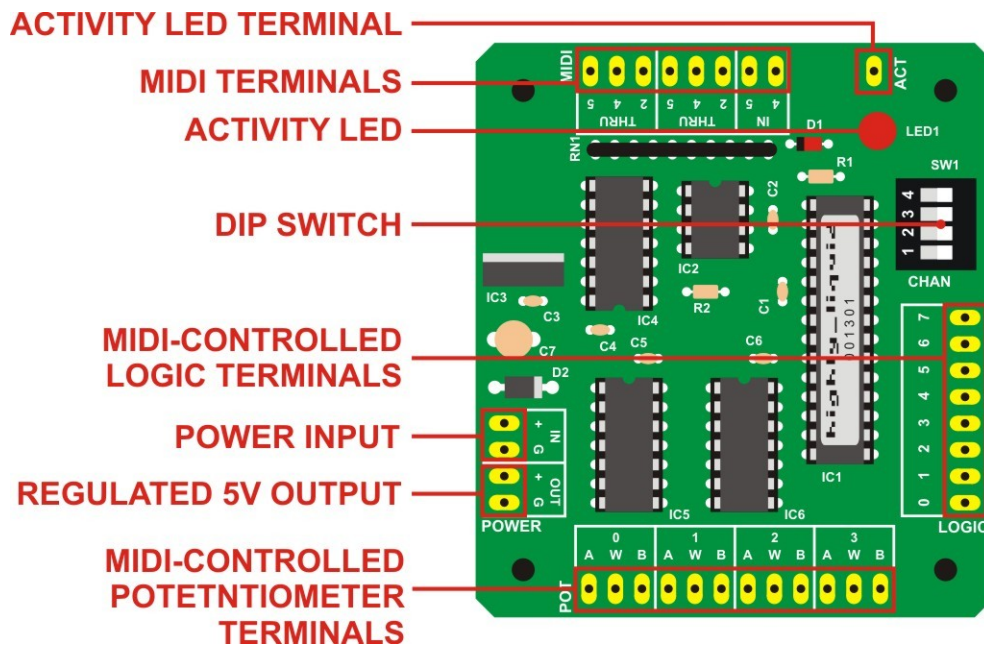 ACTIVITY LED TERMINAL
MIDI TERMINALS
ACTIVITY LED
DIP SWITCH
MIDI-CONTROLLED
LOGIC TERMINALS
POWER INPUT
REGULATED 5V OUTPUT
MIDI-CONTROLLED
POTETNTIOMETER
TERMINALS
MIDI
5 4 2 5 4 2 5 4
THRU THRU IN
ACT
LED1
RN1
D1
R1
C2
SW1
1 2 3 4
CHAN
IC2
IC3
C3
IC4
R2
C1
C4
C7
C5
C6
D2
highly_liquid
001301
IC1
7
6
5
4
3
2
1
0
LOGIC
+ G IN
+ G OUT
POWER
IC5
IC6
0 1 2 3
A W B A W B A W B A W B
POT